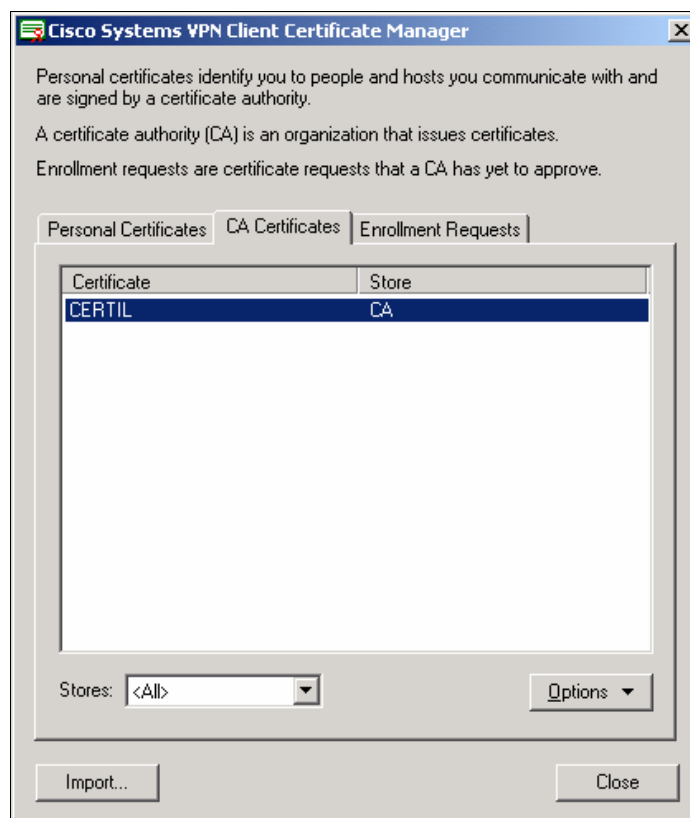 Cisco Systems VPN Client Certificate Manager
Personal certificates identify you to people and hosts you communicate with and
are signed by a certificate authority.
A certificate authority (CA) is an organization that issues certificates.
Enrollment requests are certificate requests that a CA has yet to approve.
Personal Certificates CA Certificates Enrollment Requests
Certificate Store
CERTIL CA
Stores: <All> Options
Import... Close